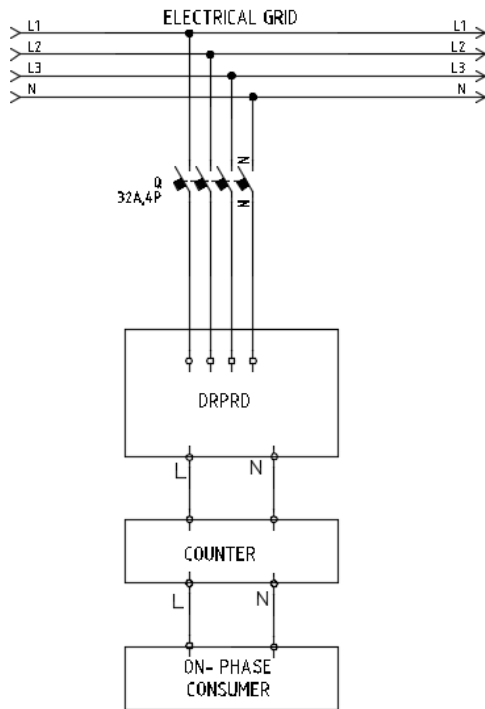 ELECTRICAL GRID
L1 L1
L2 L2
L3 L3
N N
N
Q
32A,4P
N
DRPRD
L N
COUNTER
L N
ON- PHASE
CONSUMER